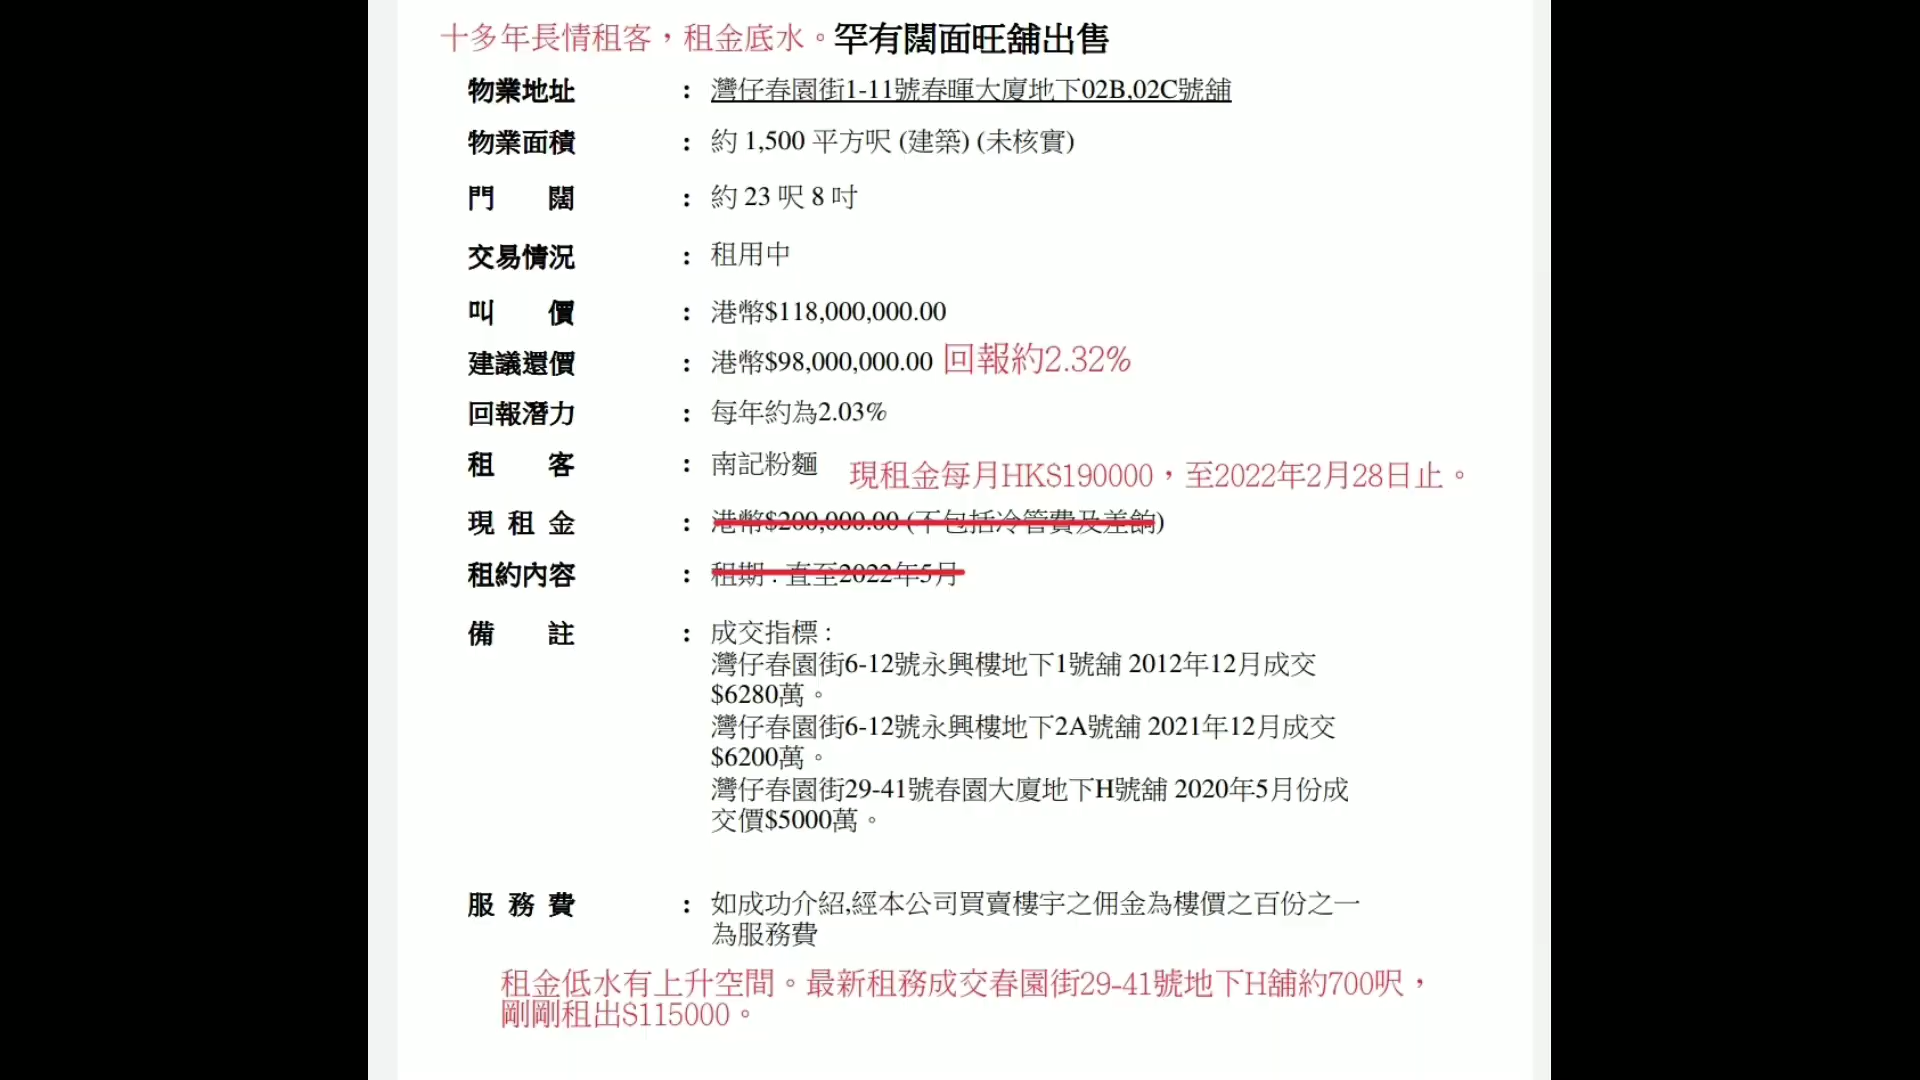 十多年長情租客，租金底水。罕有闊面旺舖出售
物業地址 : 灣仔春園街1-11號春暉大廈地下02B,02C號舖
物業面積 : 約 1,500 平方呎 (建築) (未核實)
門 闊 : 約 23 呎 8 吋
交易情況 : 租用中
叫 價 : 港幣$118,000,000.00
建議還價 : 港幣$98,000,000.00 回報約2.32%
回報潛力 : 每年約為2.03%
租 客 : 南記粉麵 現租金每月HK$190000，至2022年2月28日止。
現 租 金 : 港幣$200,000.00 (不包括冷管費及差餉)
租約內容 : 租期 : 直至2022年5月
備 註 : 成交指標 :
灣仔春園街6-12號永興樓地下1號舖 2012年12月成交
$6280萬。
灣仔春園街6-12號永興樓地下2A號舖 2021年12月成交
$6200萬。
灣仔春園街29-41號春園大廈地下H號舖 2020年5月份成
交價$5000萬。
服 務 費 : 如成功介紹,經本公司買賣樓宇之佣金為樓價之百份之一
為服務費
租金低水有上升空間。最新租務成交春園街29-41號地下H舖約700呎，
剛剛租出$115000。